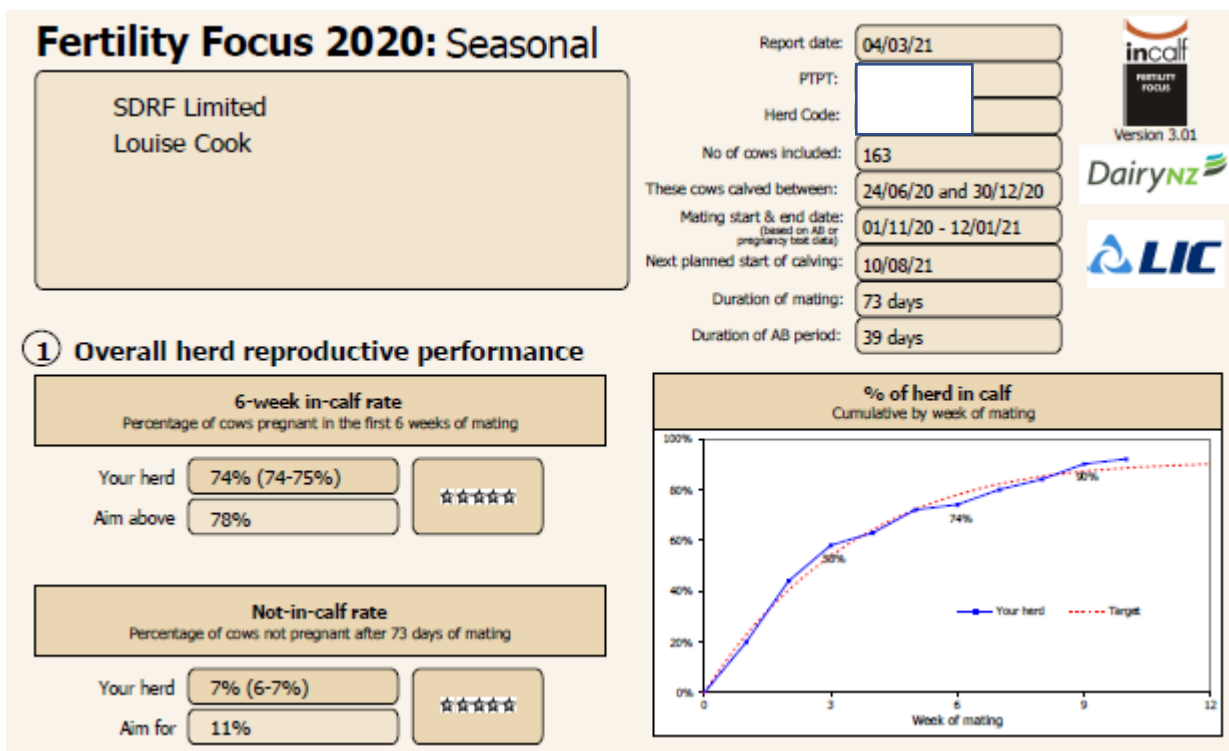 Fertility Focus 2020: Seasonal
SDRF Limited
Louise Cook
Report date: 04/03/21
PTPT:
Herd Code:
No of cows included: 163
These cows calved between: 24/06/20 and 30/12/20
Mating start & end date: 01/11/20 - 12/01/21
(based on AB or
pregnancy test data)
Next planned start of calving: 10/08/21
Duration of mating: 73 days
Duration of AB period: 39 days
incalf
FERTILITY
FOCUS
Version 3.01
DairyNZ
LIC
1 Overall herd reproductive performance
6-week in-calf rate
Percentage of cows pregnant in the first 6 weeks of mating
Your herd 74% (74-75%)
Aim above 78%
Not-in-calf rate
Percentage of cows not pregnant after 73 days of mating
Your herd 7% (6-7%)
Aim for 11%
% of herd in calf
Cumulative by week of mating
100%
80%
60%
40%
20%
0%
58%
74%
90%
Your herd
Target
0 3 6 9 12
Week of mating